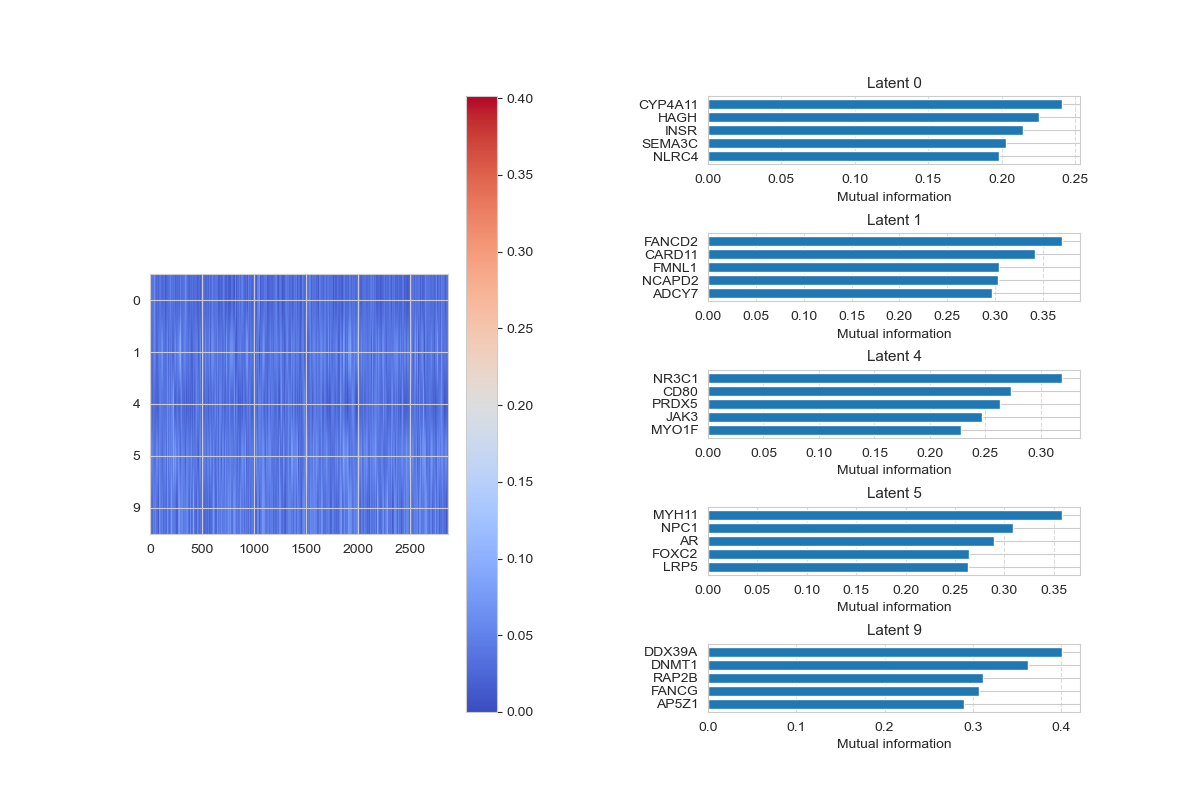 0
1
4
5
9
0 500 1000 1500 2000 2500
0.40
0.35
0.30
0.25
0.20
0.15
0.10
0.05
0.00
Latent 0
CYP4A11
HAGH
INSR
SEMA3C
NLRC4
0.00 0.05 0.10 0.15 0.20 0.25
Mutual information
Latent 1
FANCD2
CARD11
FMNL1
NCAPD2
ADCY7
0.00 0.05 0.10 0.15 0.20 0.25 0.30 0.35
Mutual information
Latent 4
NR3C1
CD80
PRDX5
JAK3
MYO1F
0.00 0.05 0.10 0.15 0.20 0.25 0.30
Mutual information
Latent 5
MYH11
NPC1
AR
FOXC2
LRP5
0.00 0.05 0.10 0.15 0.20 0.25 0.30 0.35
Mutual information
Latent 9
DDX39A
DNMT1
RAP2B
FANCG
AP5Z1
0.0 0.1 0.2 0.3 0.4
Mutual information